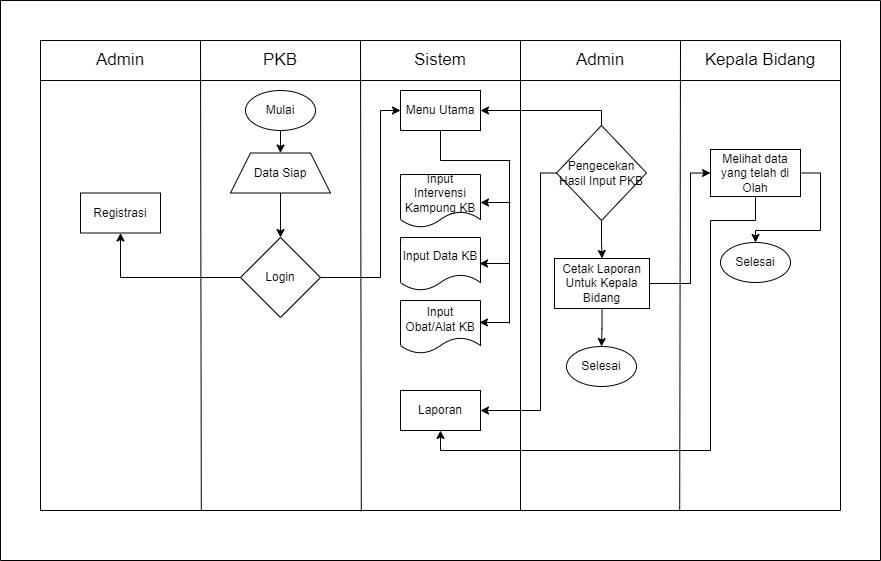 Admin
PKB
Sistem
Admin
Kepala Bidang
Registrasi
Mulai
Data Siap
Login
Menu Utama
Input
Intervensi
Kampung KB
Input Data KB
Input
Obat/Alat KB
Laporan
Pengecekan
Hasil Input PKB
Cetak Laporan
Untuk Kepala
Bidang
Selesai
Melihat data
yang telah di
Olah
Selesai